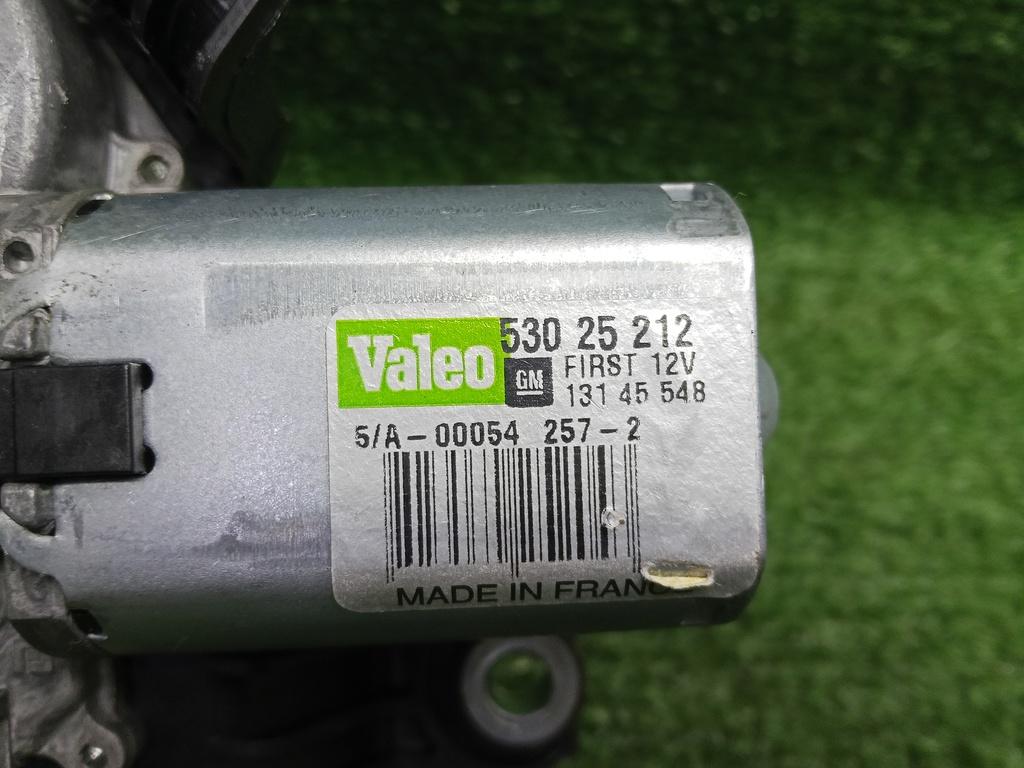 Valeo
530 25 212
GM
FIRST 12V
131 45 548
5/A-00054 257-2
MADE IN FRANC